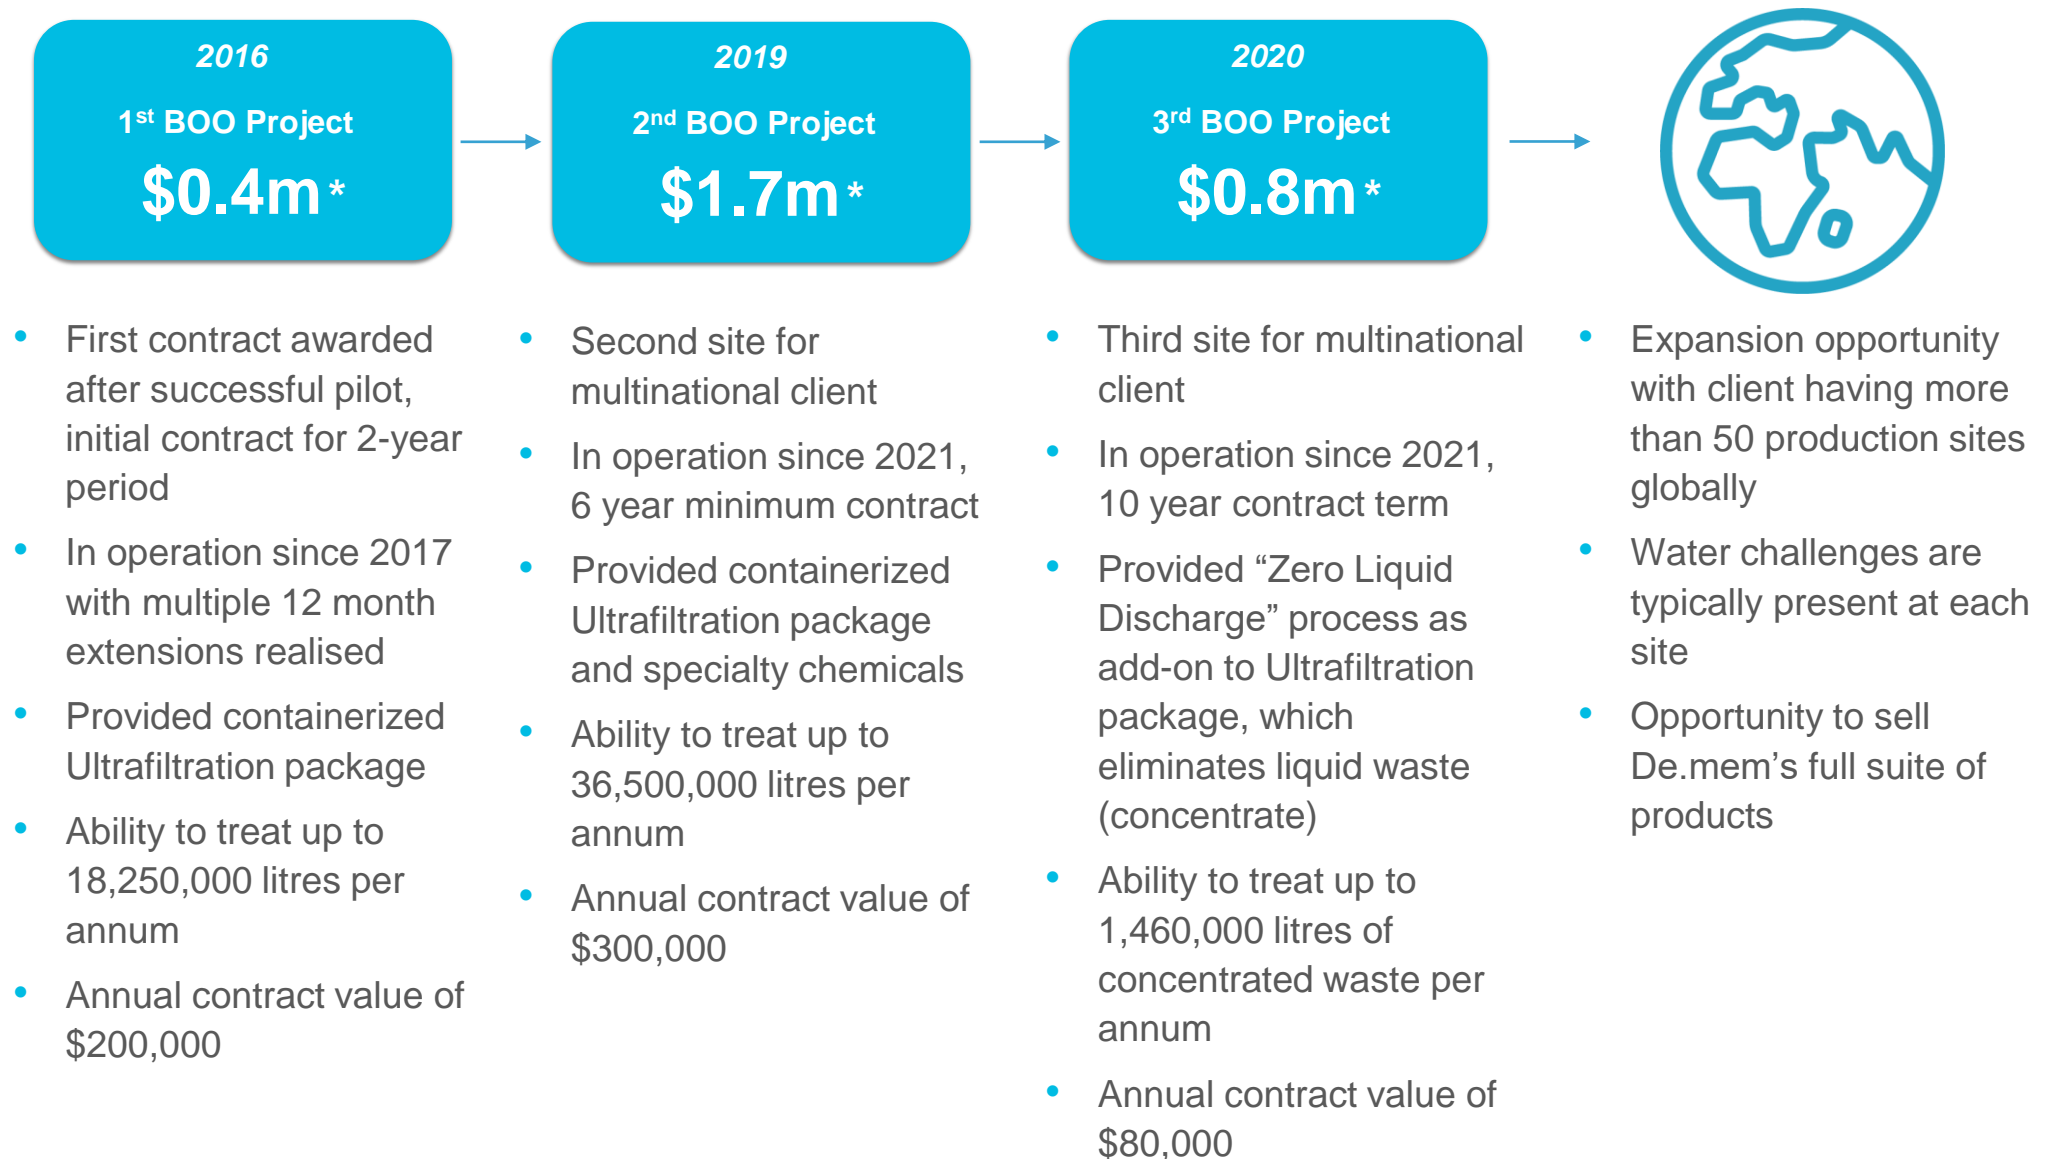 2016
1st BOO Project
$0.4m*
• First contract awarded
after successful pilot,
initial contract for 2-year
period
• In operation since 2017
with multiple 12 month
extensions realised
• Provided containerized
Ultrafiltration package
• Ability to treat up to
18,250,000 litres per
annum
• Annual contract value of
$200,000
2019
2nd BOO Project
$1.7m*
• Second site for
multinational client
• In operation since 2021,
6 year minimum contract
• Provided containerized
Ultrafiltration package
and specialty chemicals
• Ability to treat up to
36,500,000 litres per
annum
• Annual contract value of
$300,000
2020
3rd BOO Project
$0.8m*
• Third site for multinational
client
• In operation since 2021,
10 year contract term
• Provided “Zero Liquid
Discharge” process as
add-on to Ultrafiltration
package, which
eliminates liquid waste
(concentrate)
• Ability to treat up to
1,460,000 litres of
concentrated waste per
annum
• Annual contract value of
$80,000
• Expansion opportunity
with client having more
than 50 production sites
globally
• Water challenges are
typically present at each
site
• Opportunity to sell
De.mem’s full suite of
products